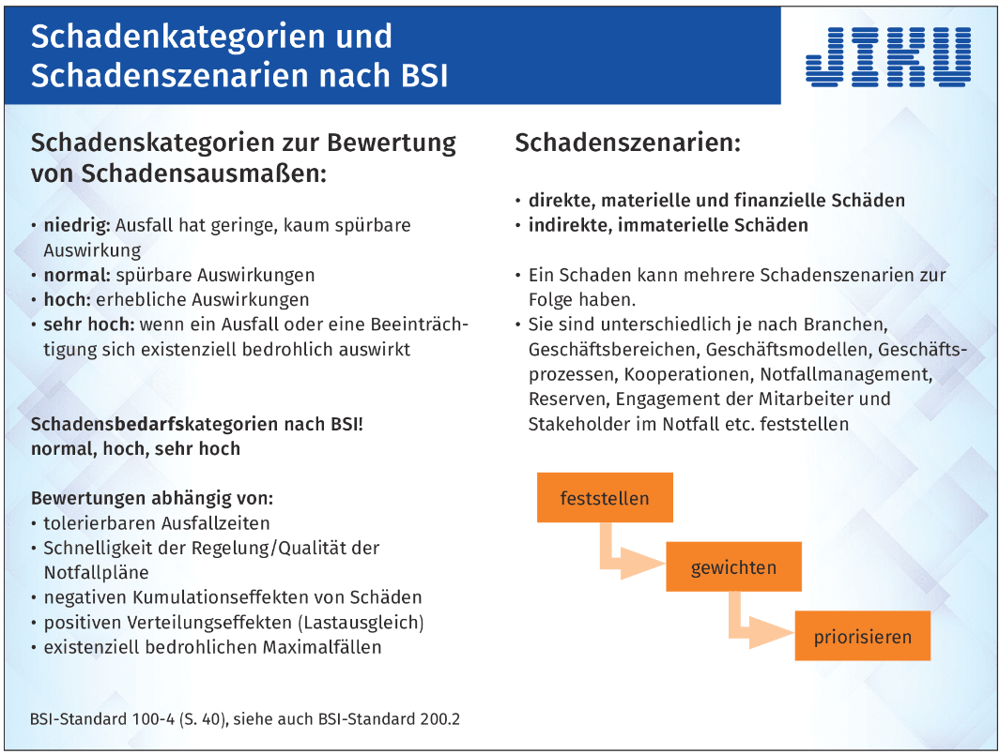 Schadenkategorien und
Schadenszenarien nach BSI
JIKU
Schadenskategorien zur Bewertung
von Schadensausmaßen:
• niedrig: Ausfall hat geringe, kaum spürbare
Auswirkung
• normal: spürbare Auswirkungen
• hoch: erhebliche Auswirkungen
• sehr hoch: wenn ein Ausfall oder eine Beeinträch-
tigung sich existenziell bedrohlich auswirkt
Schadensbedarfskategorien nach BSI!
normal, hoch, sehr hoch
Bewertungen abhängig von:
• tolerierbaren Ausfallzeiten
• Schnelligkeit der Regelung/Qualität der
Notfallpläne
• negativen Kumulationseffekten von Schäden
• positiven Verteilungseffekten (Lastausgleich)
• existenziell bedrohlichen Maximalfällen
Schadenszenarien:
• direkte, materielle und finanzielle Schäden
• indirekte, immaterielle Schäden
• Ein Schaden kann mehrere Schadenszenarien zur
Folge haben.
• Sie sind unterschiedlich je nach Branchen,
Geschäftsbereichen, Geschäftsmodellen, Geschäfts-
prozessen, Kooperationen, Notfallmanagement,
Reserven, Engagement der Mitarbeiter und
Stakeholder im Notfall etc. feststellen
feststellen
gewichten
priorisieren
BSI-Standard 100-4 (S. 40), siehe auch BSI-Standard 200.2